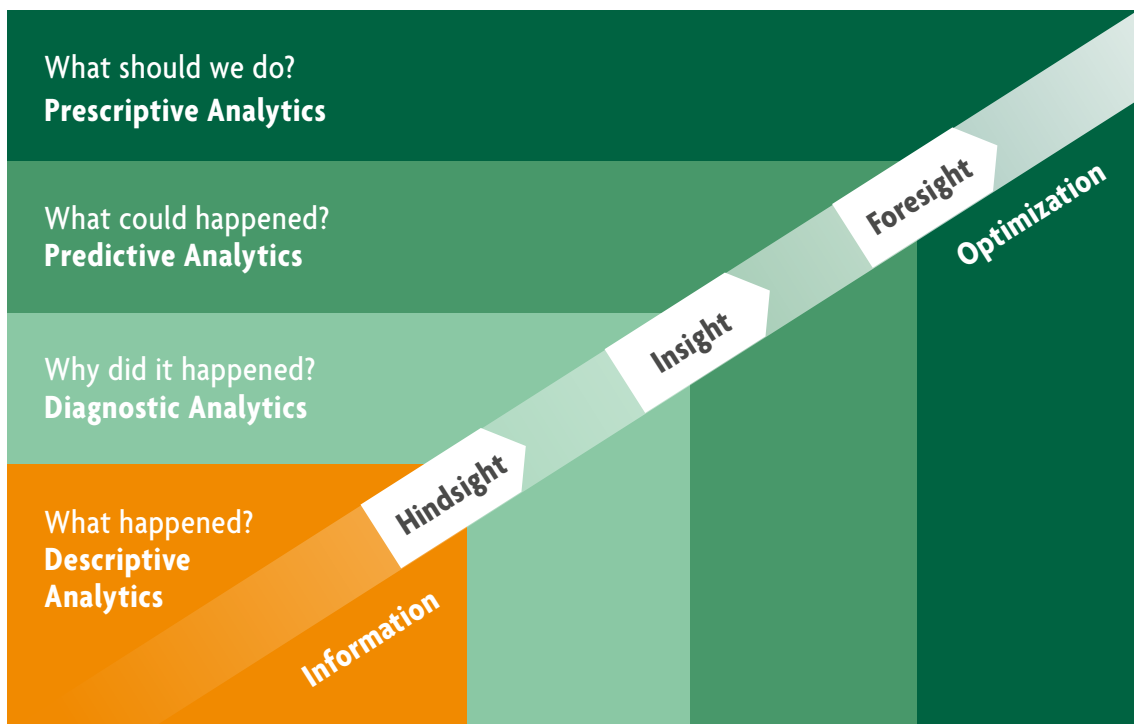 What should we do?
Prescriptive Analytics
What could happened?
Predictive Analytics
Why did it happened?
Diagnostic Analytics
What happened?
Descriptive
Analytics
Hindsight
Insight
Foresight
Information
Optimization